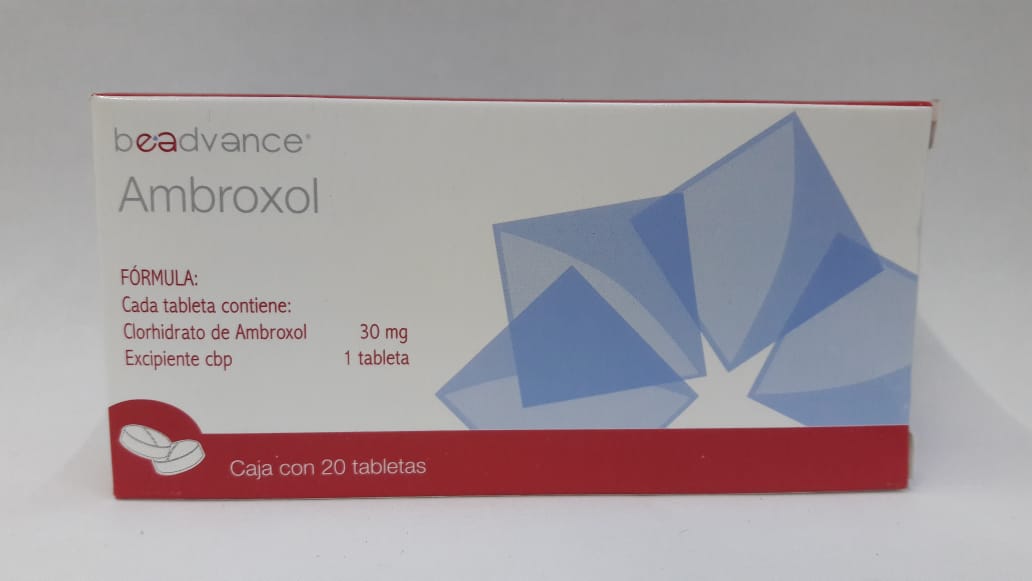 beadvance®
Ambroxol
FÓRMULA:
Cada tableta contiene:
Clorhidrato de Ambroxol 30 mg
Excipiente cbp 1 tableta
Caja con 20 tabletas